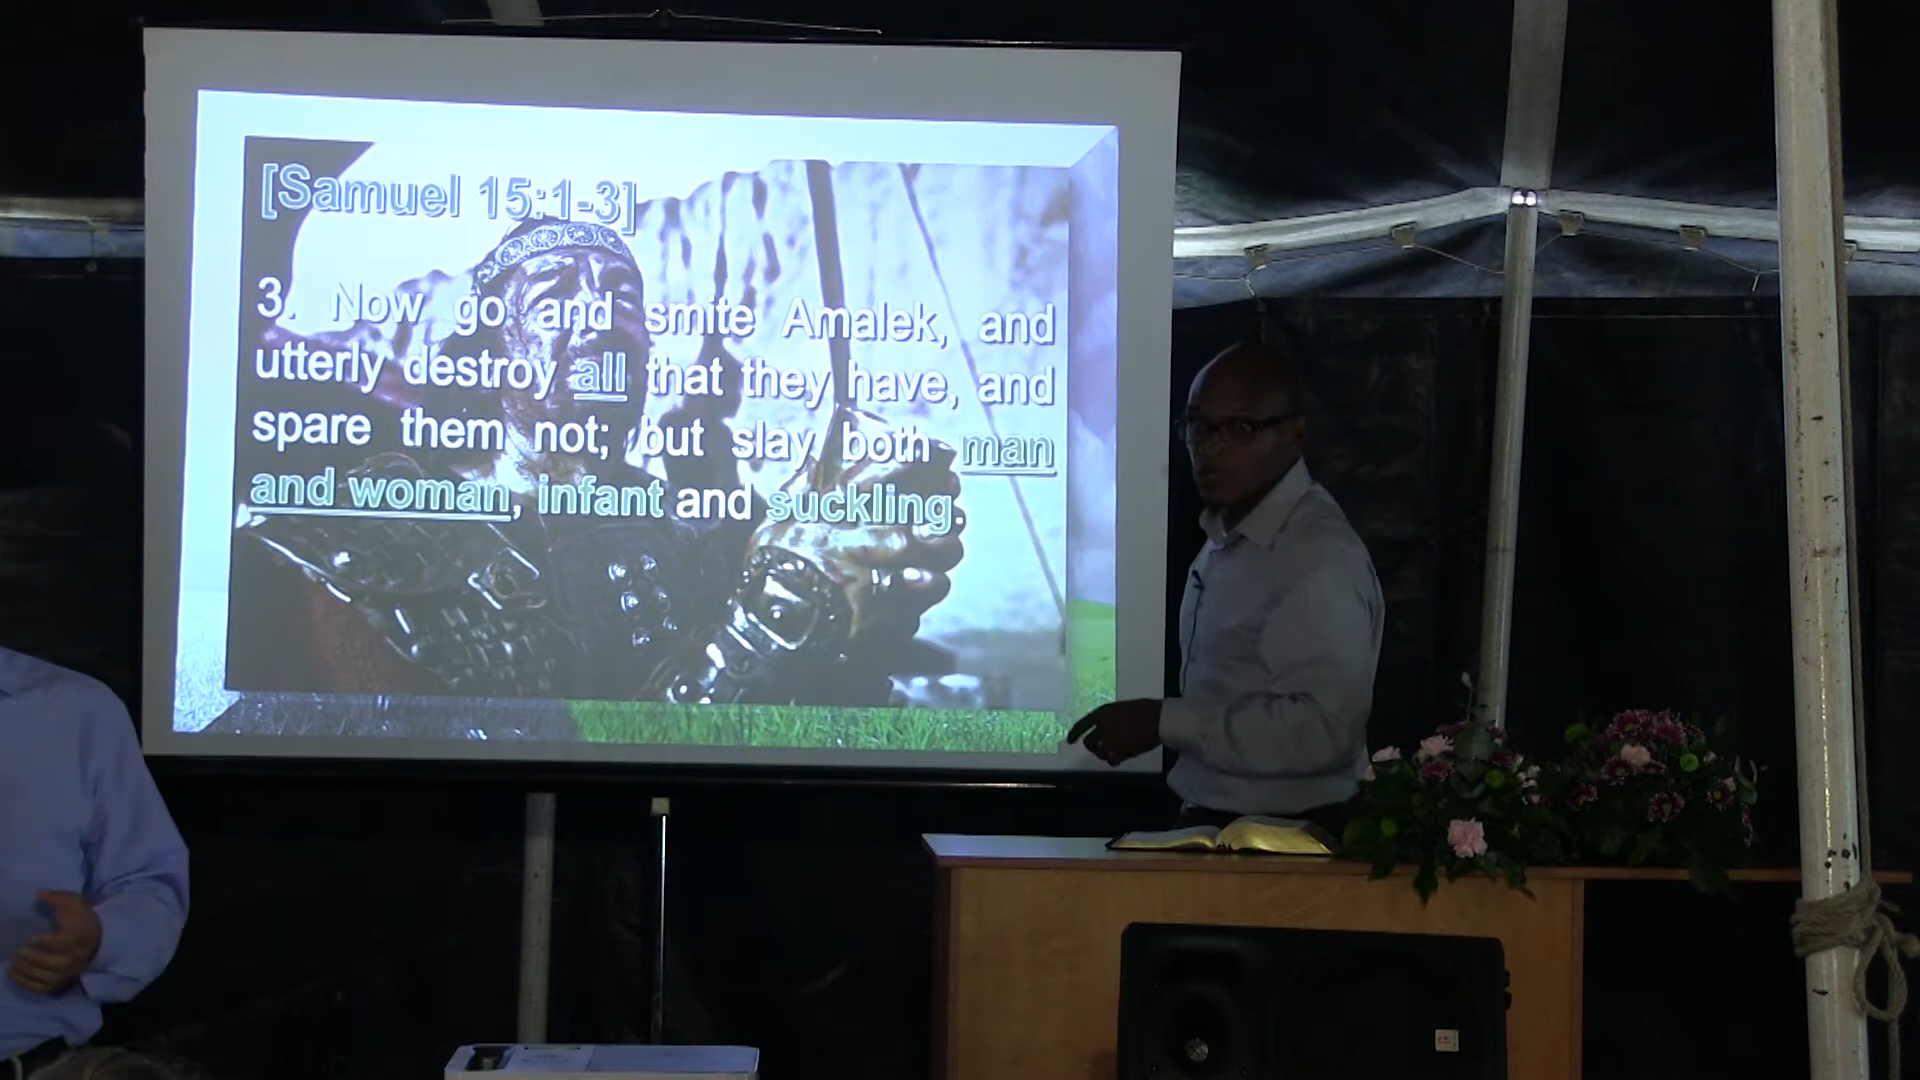 [Samuel 15:1-3]
3. Now go and smite Amalek, and
utterly destroy all that they have, and
spare them not; but slay both man
and woman, infant and suckling.